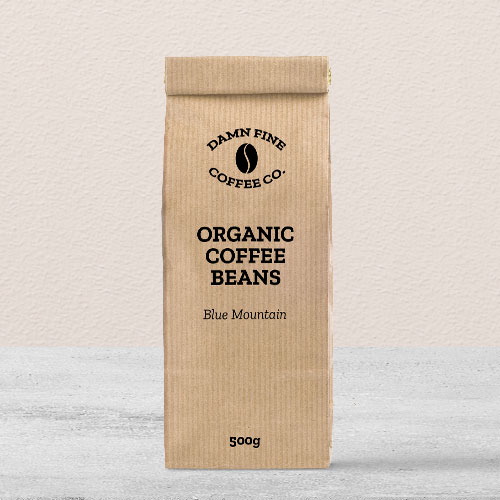 DAMN FINE
COFFEE CO.
ORGANIC
COFFEE
BEANS
Blue Mountain
500g